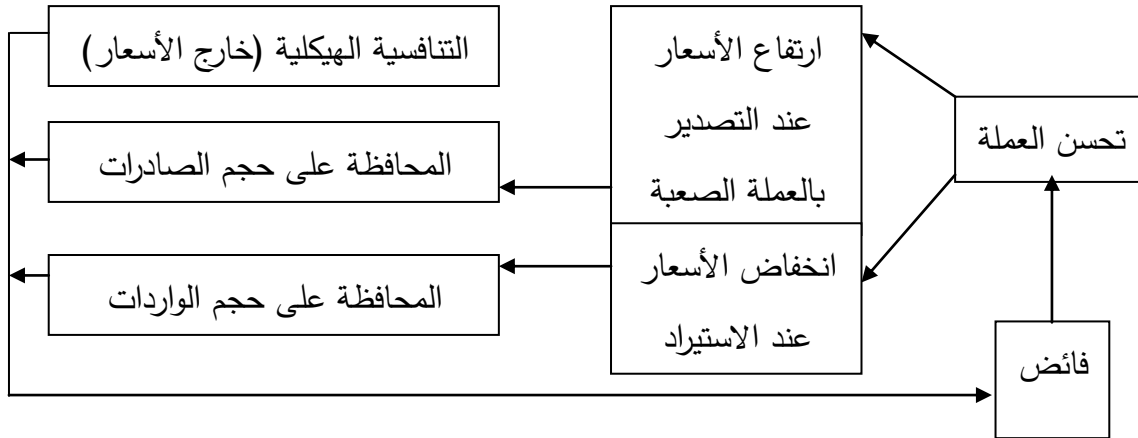 تحسن العملة
ارتفاع الأسعار
عند التصدير
بالعملة الصعبة
انخفاض الأسعار
عند الاستيراد
التنافسية الهيكلية (خارج الأسعار)
المحافظة على حجم الصادرات
المحافظة على حجم الواردات
فائض